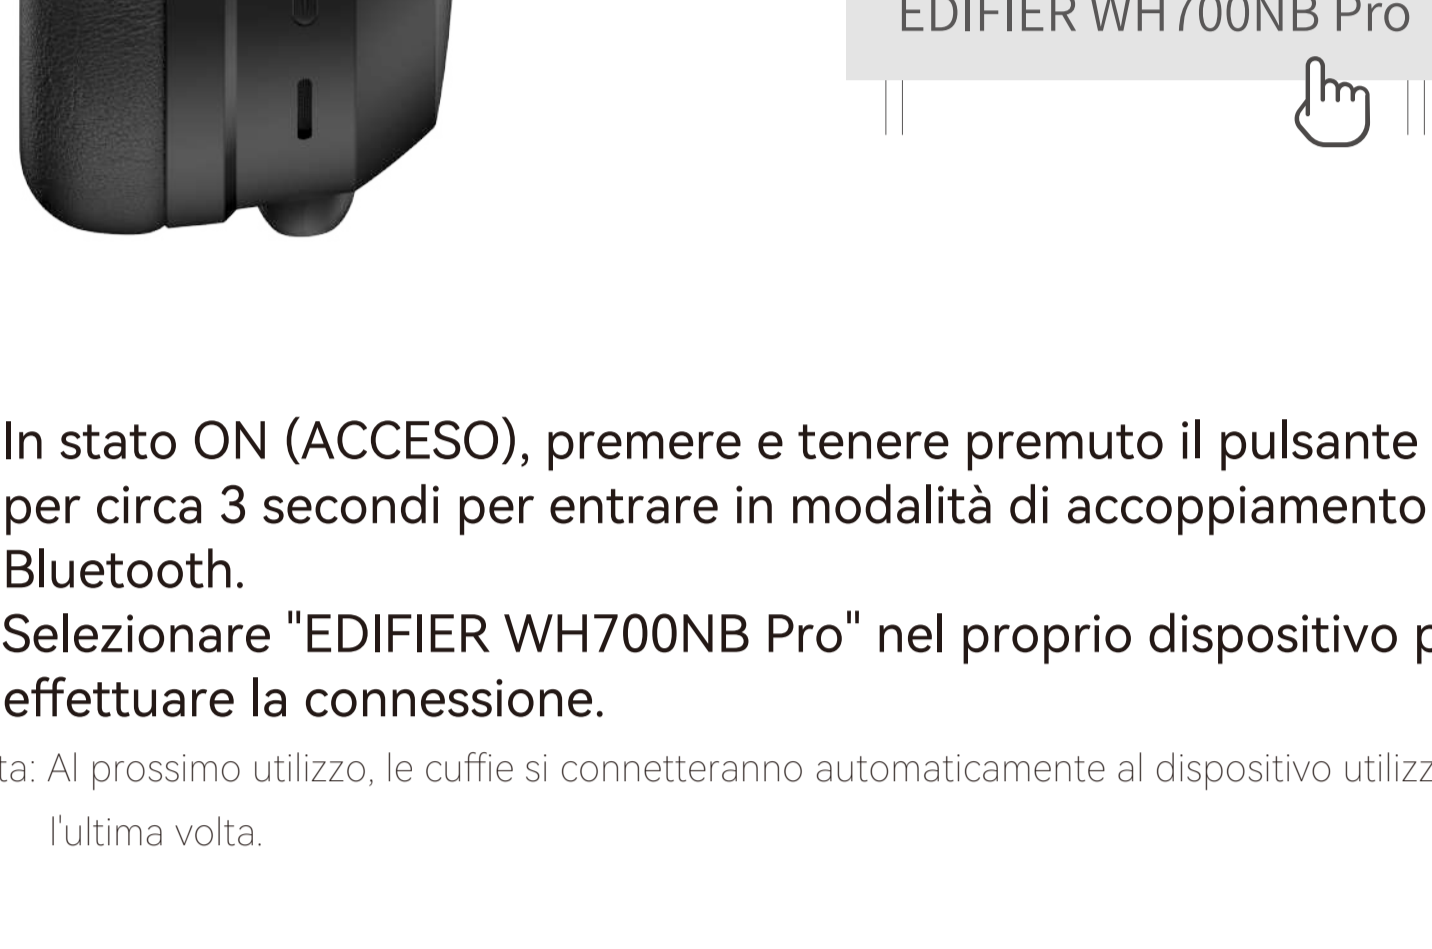 EDIFIER WH700NB Pro
In stato ON (ACCESO), premere e tenere premuto il pulsante
per circa 3 secondi per entrare in modalità di accoppiamento
Bluetooth.
Selezionare "EDIFIER WH700NB Pro" nel proprio dispositivo
effettuare la connessione.
Al prossimo utilizzo, le cuffie si connetteranno automaticamente al dispositivo
l'ultima volta.